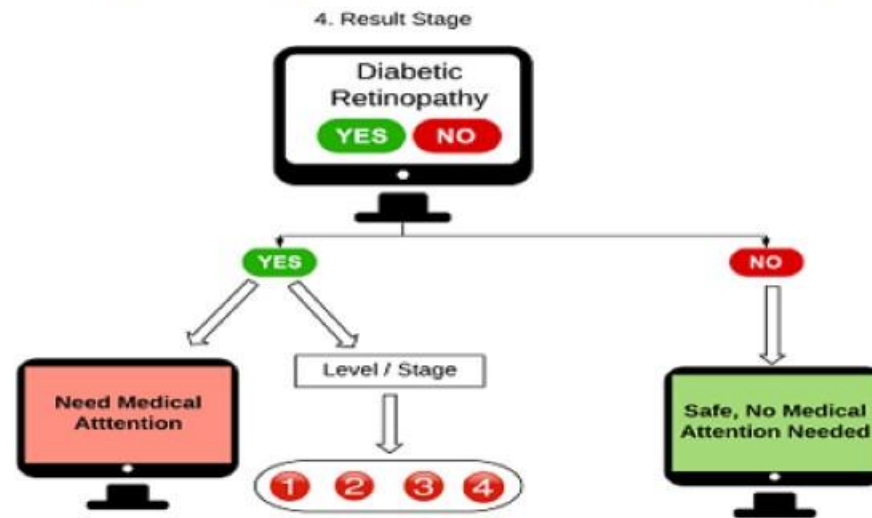 4. Result Stage
Diabetic
Retinopathy
YES NO
YES
NO
Need Medical
Atttention
Level / Stage
Safe, No Medical
Attention Needed
1 2 3 4